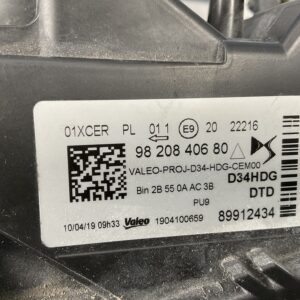 01XCER PL 011 E9 20 22216
98 208 406 80
VALEO-PROJ-D34-HDG-CEM00
Bin 2B 55 0A AC 3B
D34HDG
PU9
DTD
10/04/19 09h33 Valeo 1904100659
89912434